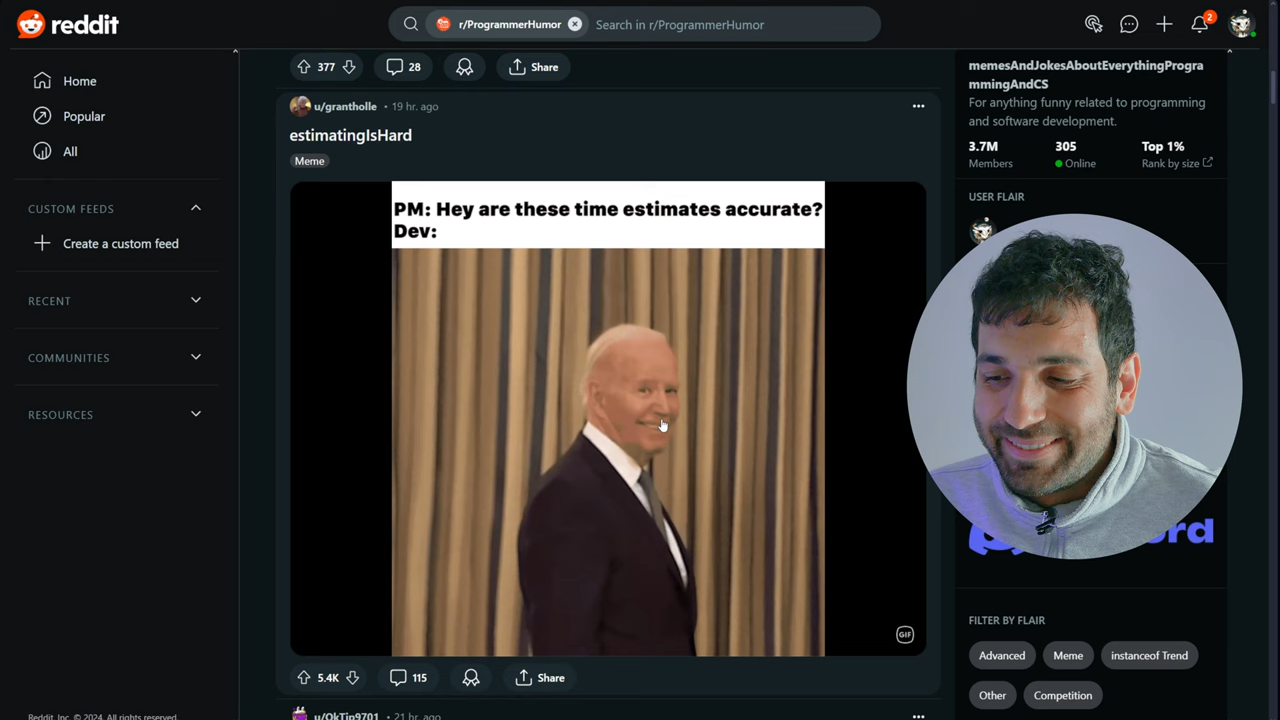 reddit
r/ProgrammerHumor
Search in r/ProgrammerHumor
2
Home
Popular
All
CUSTOM FEEDS
Create a custom feed
RECENT
COMMUNITIES
RESOURCES
Reddit, Inc. © 2024. All rights reserved.
377
28
Share
u/grantholle • 19 hr. ago
estimatingIsHard
Meme
PM: Hey are these time estimates accurate?
Dev:
GIF
5.4K
115
Share
u/OkTip9701 • 21 hr. ago
memesAndJokesAboutEverythingProgra
mmingAndCS
For anything funny related to programming
and software development.
3.7M
Members
305
Online
Top 1%
Rank by size
USER FLAIR
FILTER BY FLAIR
Advanced
Meme
instanceof Trend
Other
Competition